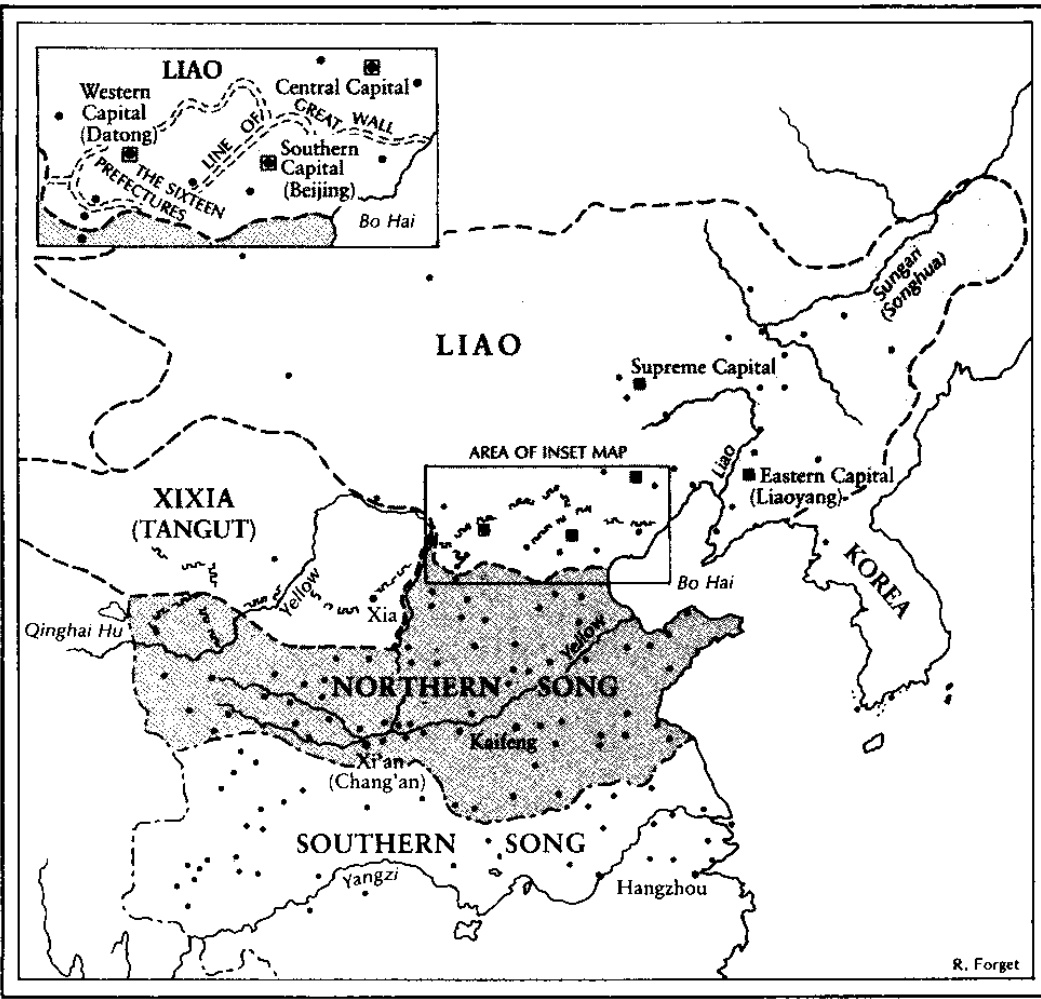 LIAO
Western
Capital
(Datong)
Central Capital
LINE OF GREAT WALL
THE SIXTEEN
PREFECTURES
Southern
Capital
(Beijing)
Bo Hai
Sungari
(Songhua)
LIAO
Supreme Capital
AREA OF INSET MAP
Liao
Eastern Capital
(Liaoyang)
XIXIA
(TANGUT)
Yellow
Xia
Bo Hai
KOREA
Qinghai Hu
Yellow
NORTHERN SONG
Kaifeng
Xi'an
(Chang'an)
SOUTHERN SONG
Yangzi
Hangzhou
R. Forget